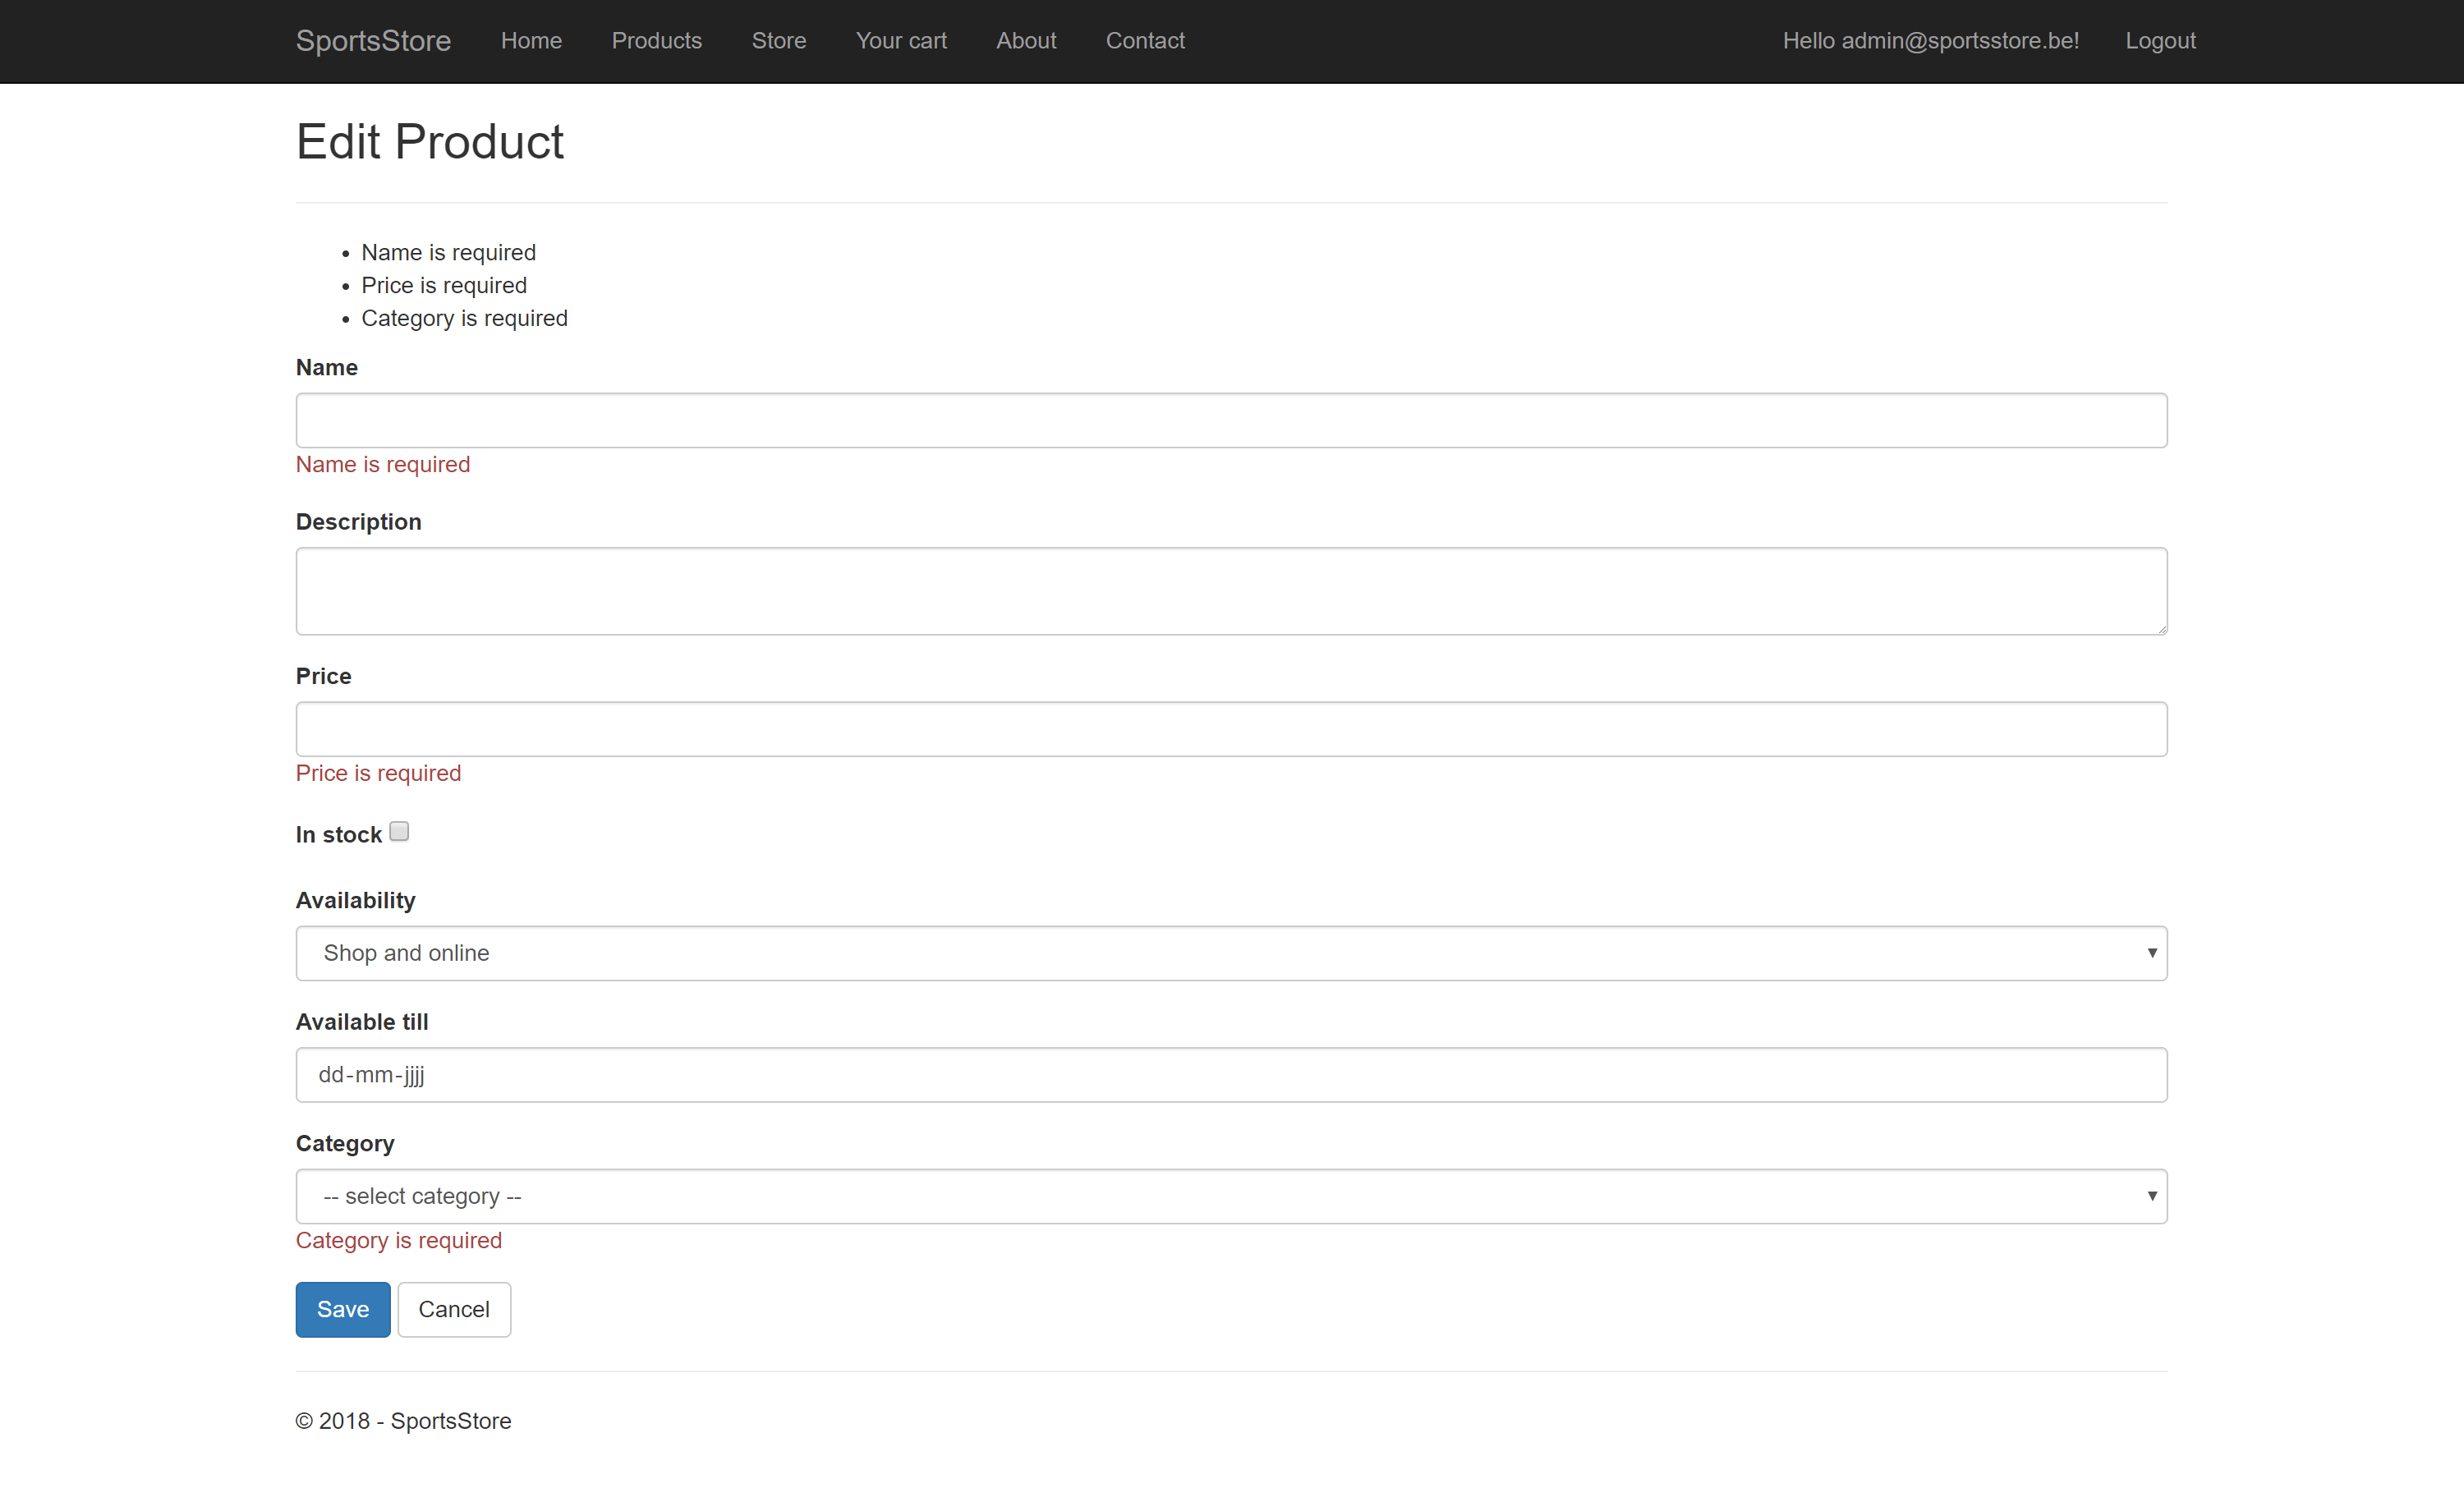 SportsStore Home Products Store Your cart About Contact Hello admin@sportsstore.be! Logout
Edit Product
• Name is required
• Price is required
• Category is required
Name
Name is required
Description
Price
Price is required
In stock
Availability
Shop and online
Available till
dd-mm-jjjj
Category
-- select category --
Category is required
Save Cancel
© 2018 - SportsStore